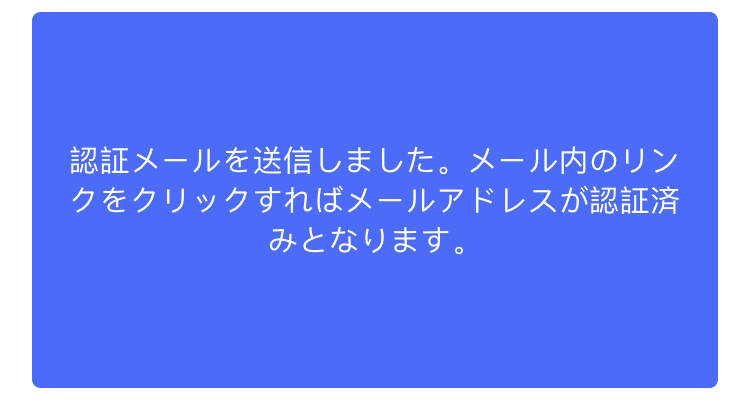 認証メールを送信しました。メール内のリン
クをクリックすればメールアドレスが認証済
みとなります。